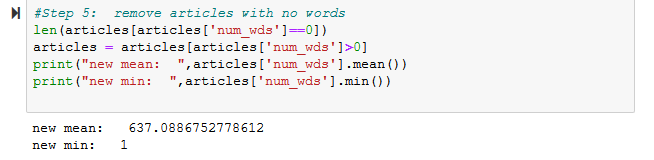 #Step 5:  remove articles with no words
len(articles[articles['num_wds']==0])
articles = articles[articles['num_wds']>0]
print("new mean:  ",articles['num_wds'].mean())
print("new min:  ",articles['num_wds'].min())
new mean:   637.0886752778612
new min:   1